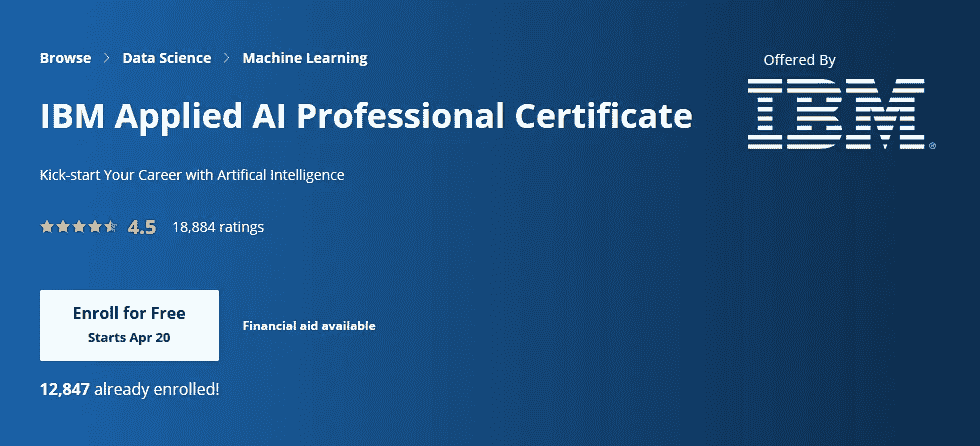 Browse > Data Science > Machine Learning
Offered By
IBM®
IBM Applied AI Professional Certificate
Kick-start Your Career with Artifical Intelligence
4.5 18,884 ratings
Enroll for Free
Starts Apr 20
Financial aid available
12,847 already enrolled!